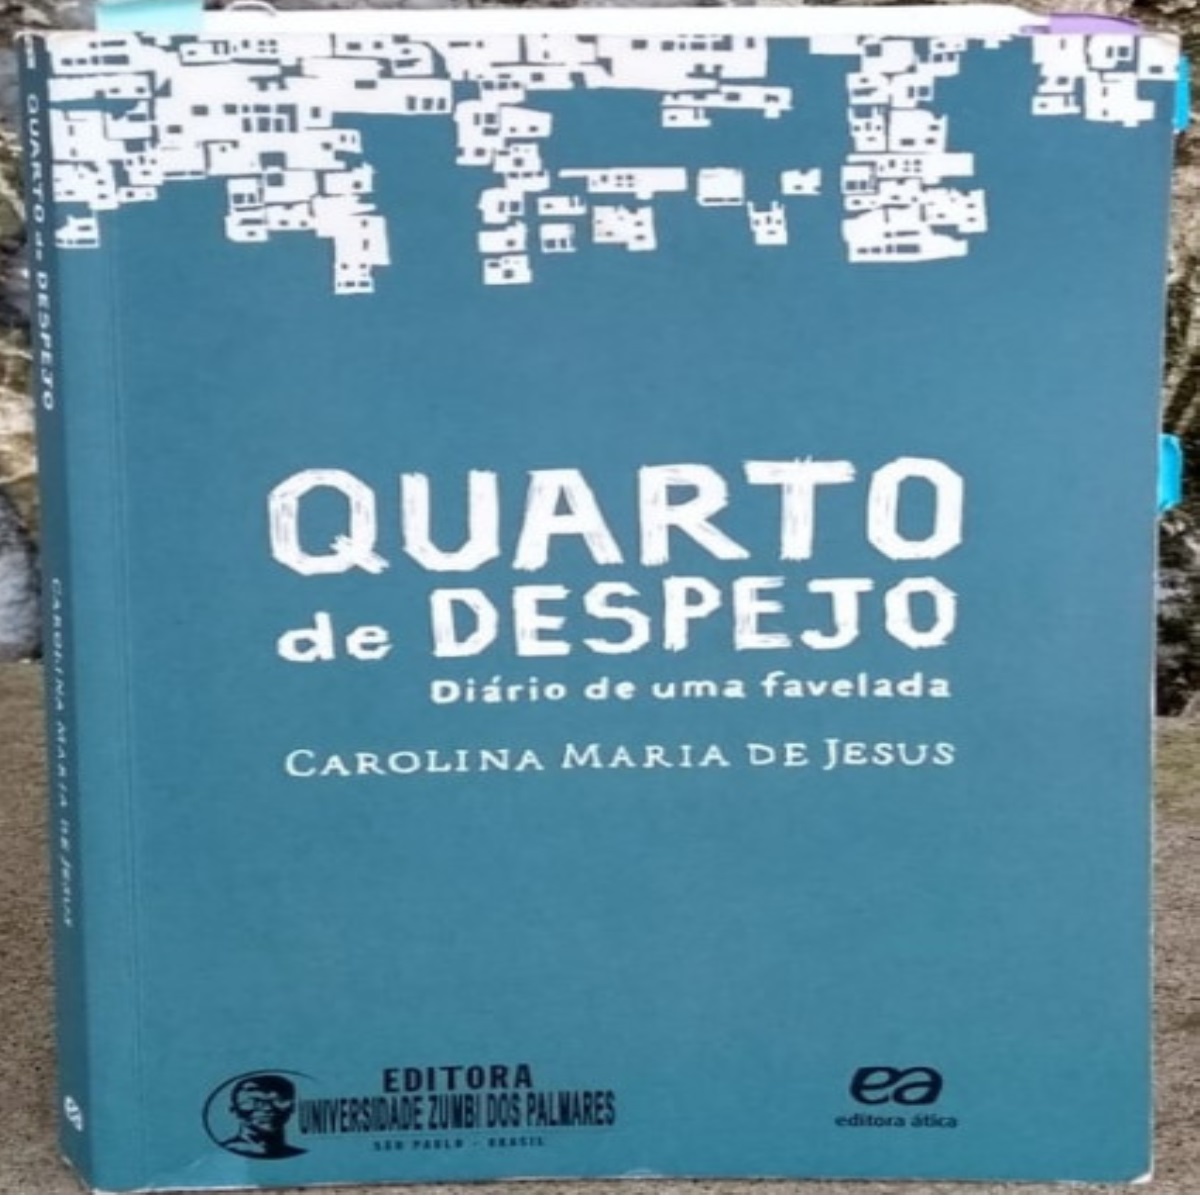 QUARTO de DESPEJO
CAROLINA MARIA DE JESUS
QUARTO
de DESPEJO
Diário de uma favelada
CAROLINA MARIA DE JESUS
EDITORA
UNIVERSIDADE ZUMBI DOS PALMARES
SÃO PAULO - BRASIL
ea
editora ática